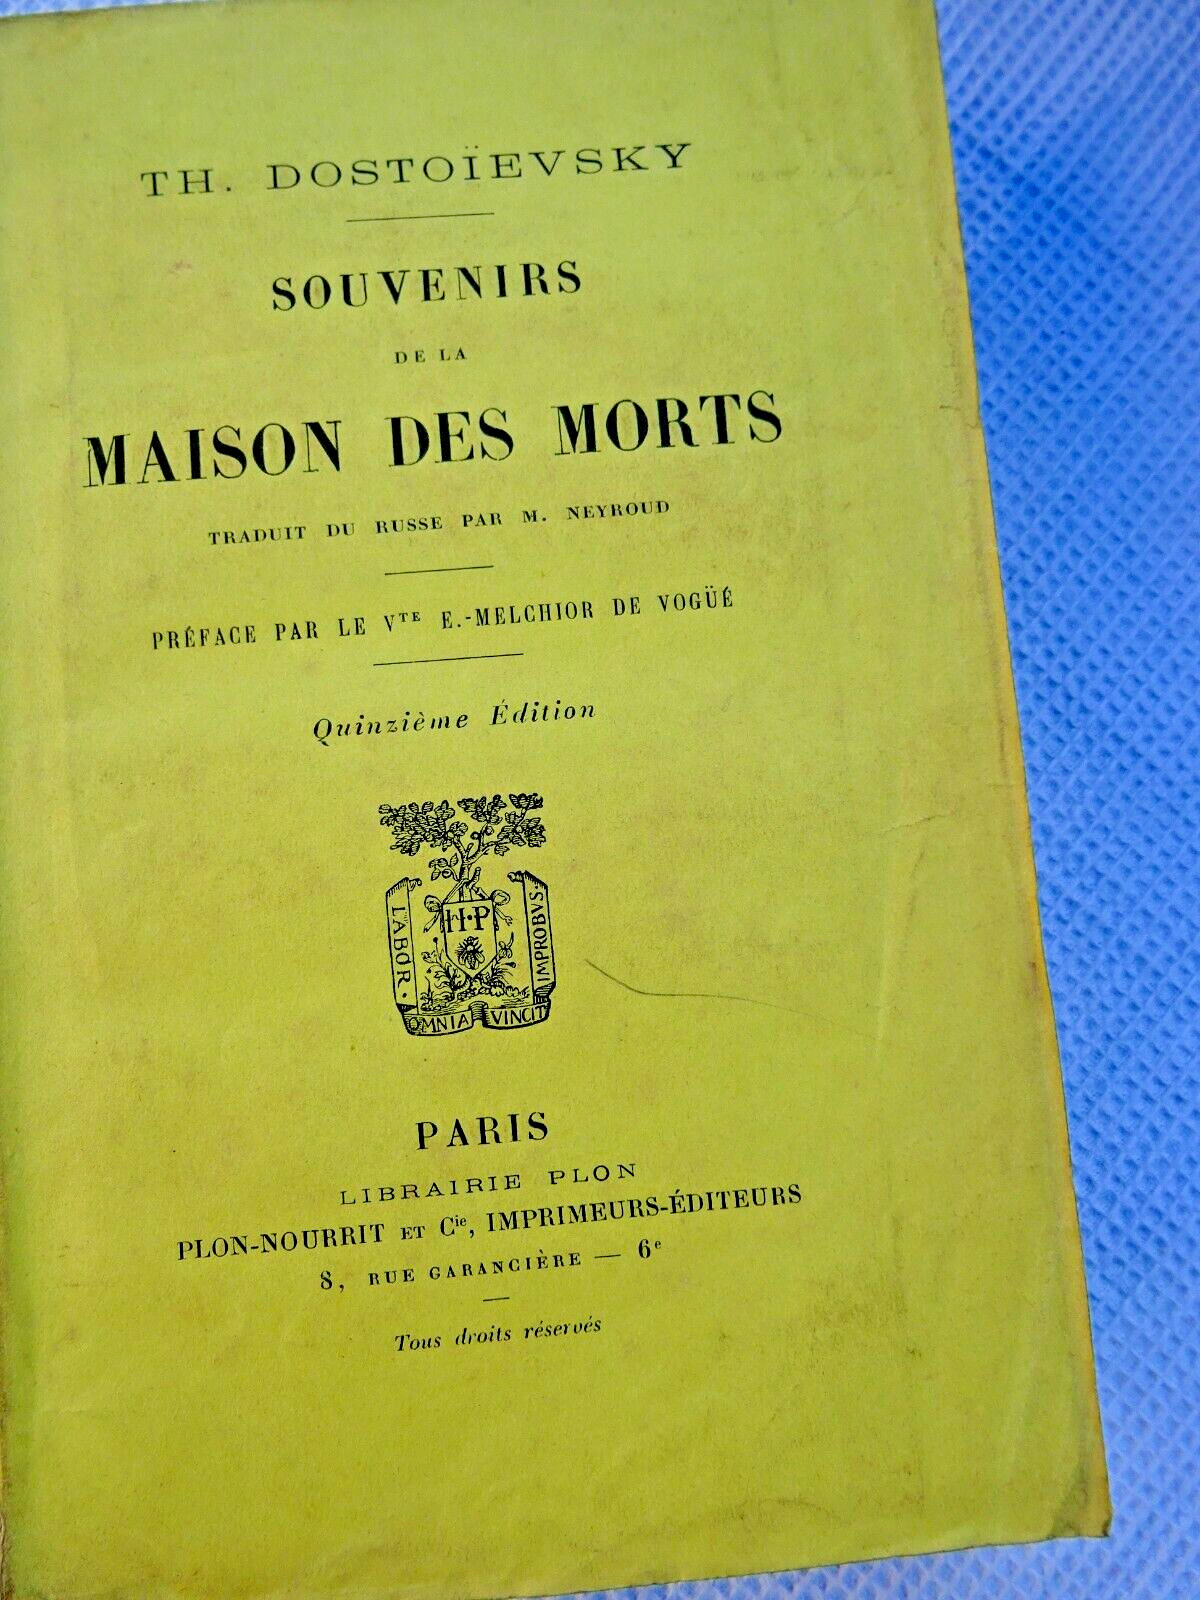 TH. DOSTOÏEVSKY
SOUVENIRS
DE LA
MAISON DES MORTS
TRADUIT DU RUSSE PAR M. NEYROUD
PRÉFACE PAR LE VTE E.-MELCHIOR DE VOGÜÉ
Quinzième Édition
H·P
LABOR·
IMPROBVS·
OMNIA VINCIT
PARIS
LIBRAIRIE PLON
PLON-NOURRIT ET Cie, IMPRIMEURS-ÉDITEURS
8, RUE GARANCIÈRE — 6e
Tous droits réservés